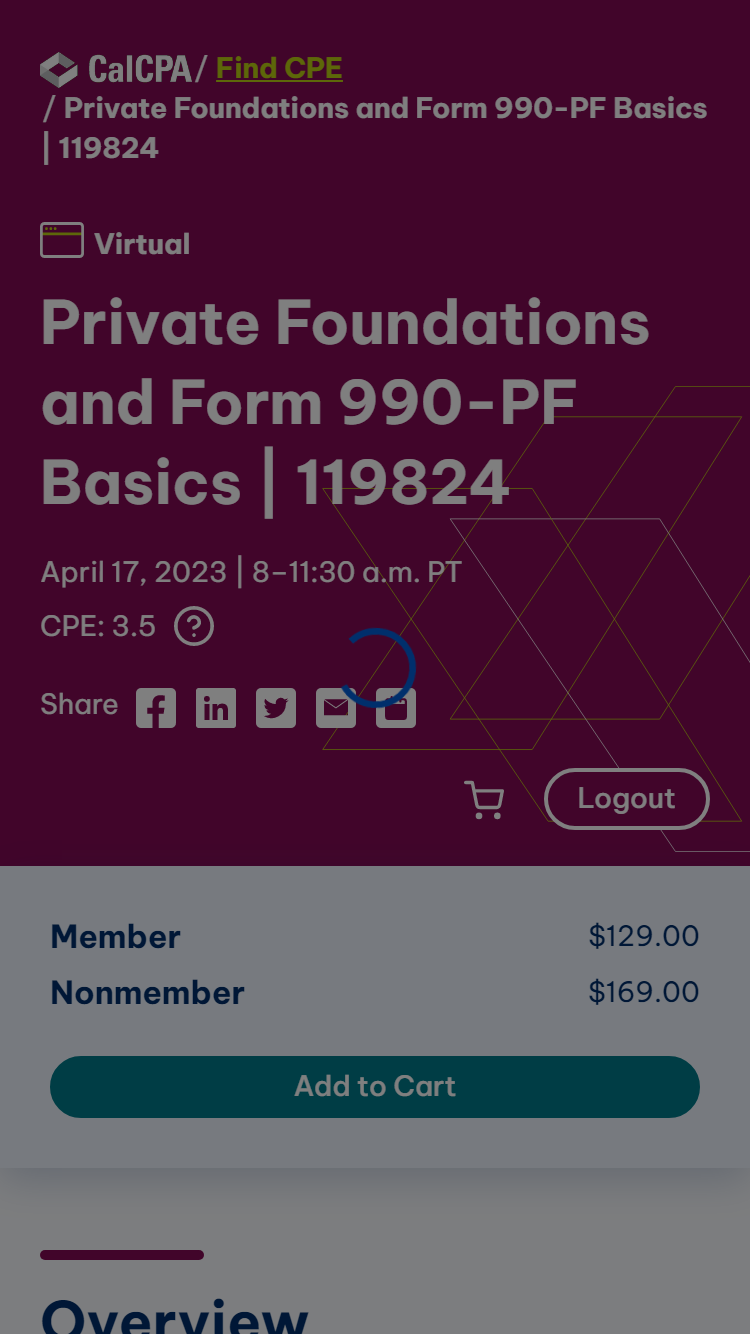 CalCPA / Find CPE
/ Private Foundations and Form 990-PF Basics
| 119824
Virtual
Private Foundations
and Form 990-PF
Basics | 119824
April 17, 2023 | 8–11:30 a.m. PT
CPE: 3.5 ?
Share
Logout
Member $129.00
Nonmember $169.00
Add to Cart
Overview